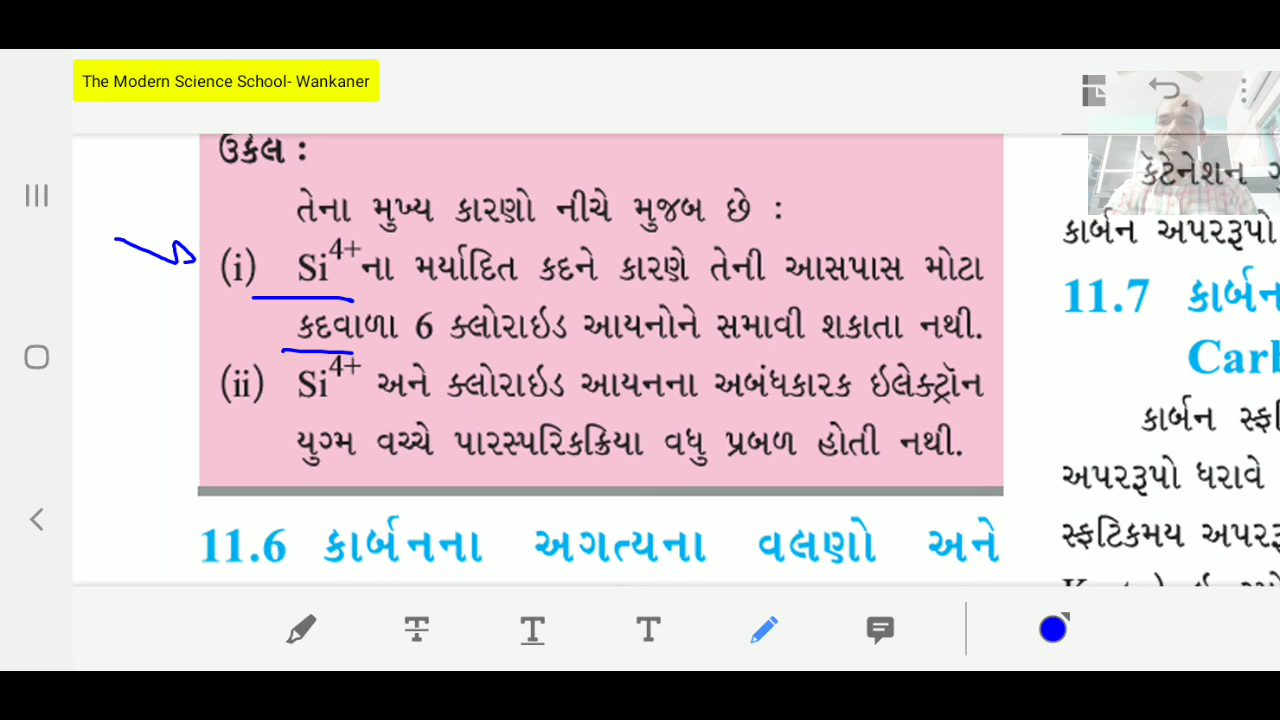 The Modern Science School- Wankaner
ઉકેલ :
તેના મુખ્ય કારણો નીચે મુજબ છે :
(i) Si⁴⁺ના મર્યાદિત કદને કારણે તેની આસપાસ મોટા
કદવાળા 6 ક્લોરાઇડ આયનોને સમાવી શકાતા નથી.
(ii) Si⁴⁺ અને ક્લોરાઇડ આયનના અબંધકારક ઇલેક્ટ્રૉન
યુગ્મ વચ્ચે પારસ્પરિકક્રિયા વધુ પ્રબળ હોતી નથી.
11.6 કાર્બનના અગત્યના વલણો અને
કૅટેનેશન
કાર્બન અપરરૂપો
11.7 કાર્બન
Carb
કાર્બન સ્ફ
અપરરૂપો ધરાવે
સ્ફટિકમય